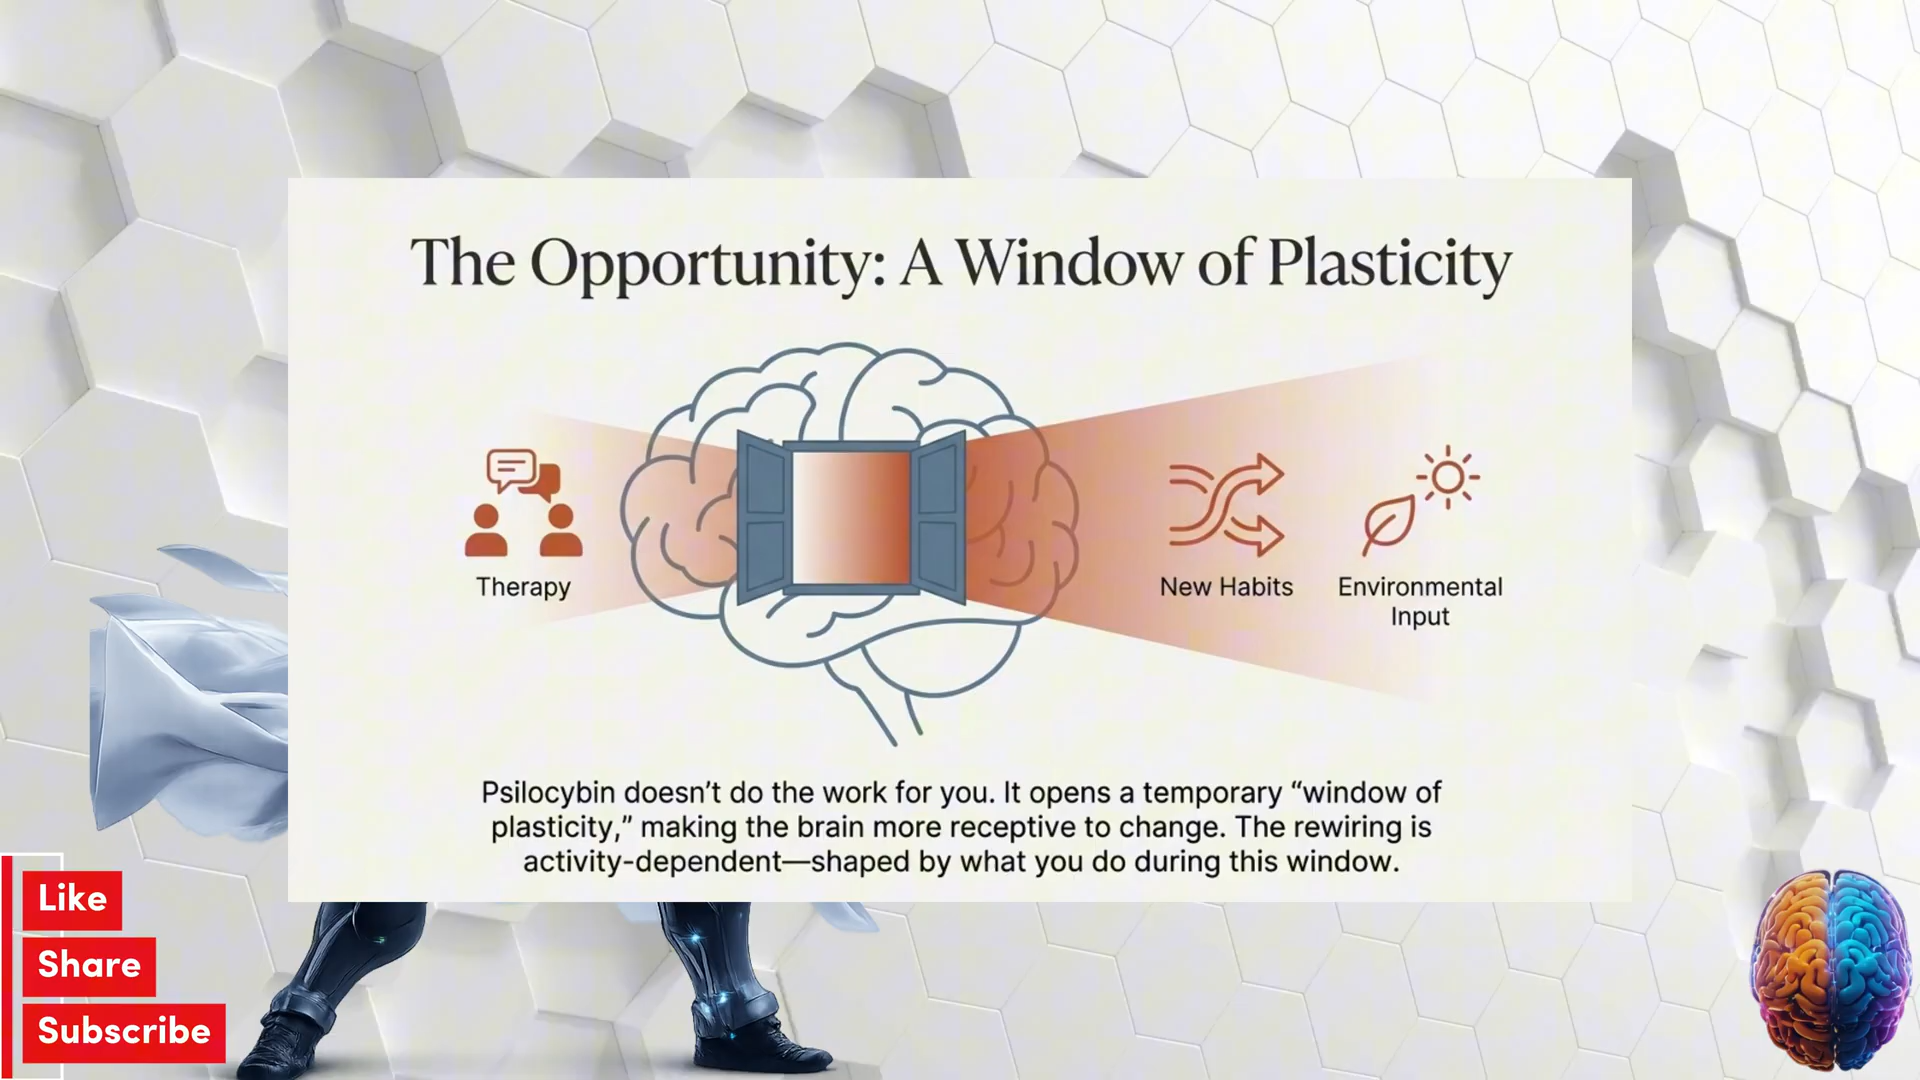 The Opportunity: A Window of Plasticity
Therapy
New Habits
Environmental
Input
Psilocybin doesn’t do the work for you. It opens a temporary “window of
plasticity,” making the brain more receptive to change. The rewiring is
activity-dependent—shaped by what you do during this window.
Like
Share
Subscribe